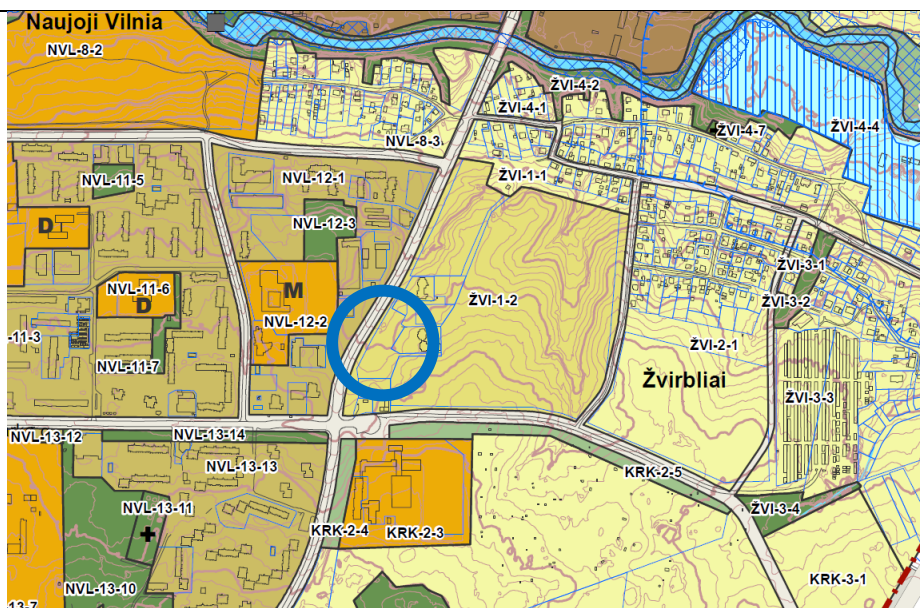 Naujoji Vilnia
NVL-8-2
ŽVI-4-2
ŽVI-4-1
ŽVI-4-7
ŽVI-4-4
NVL-8-3
NVL-11-5
NVL-12-1
ŽVI-1-1
NVL-12-3
D
ŽVI-3-1
NVL-11-6
M
D
ŽVI-1-2
ŽVI-3-2
NVL-12-2
-11-3
ŽVI-2-1
NVL-11-7
Žvirbliai
ŽVI-3-3
NVL-13-12
NVL-13-14
NVL-13-13
KRK-2-5
NVL-13-11
ŽVI-3-4
KRK-2-4
KRK-2-3
KRK-3-1
NVL-13-10
-13-7